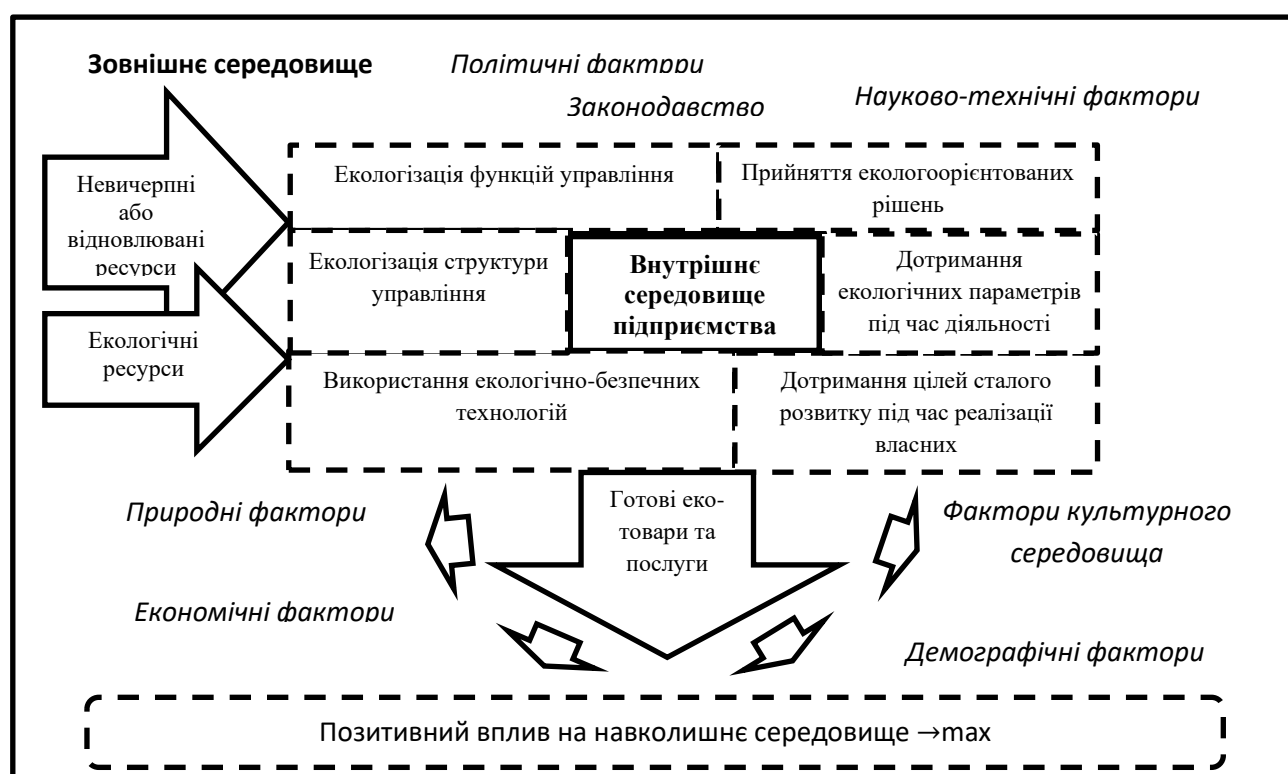 Зовнішнє середовище
Політичні фактори
Законодавство
Науково-технічні фактори
Невичерпні
або
відновлювані
ресурси
Екологічні
ресурси
Екологізація функцій управління
Прийняття екологоорієнтованих
рішень
Екологізація структури
управління
Внутрішнє
середовище
підприємства
Дотримання
екологічних параметрів
під час діяльності
Використання екологічно-безпечних
технологій
Дотримання цілей сталого
розвитку під час реалізації
власних
Готові еко-
товари та
послуги
Природні фактори
Фактори культурного
середовища
Економічні фактори
Демографічні фактори
Позитивний вплив на навколишнє середовище →max